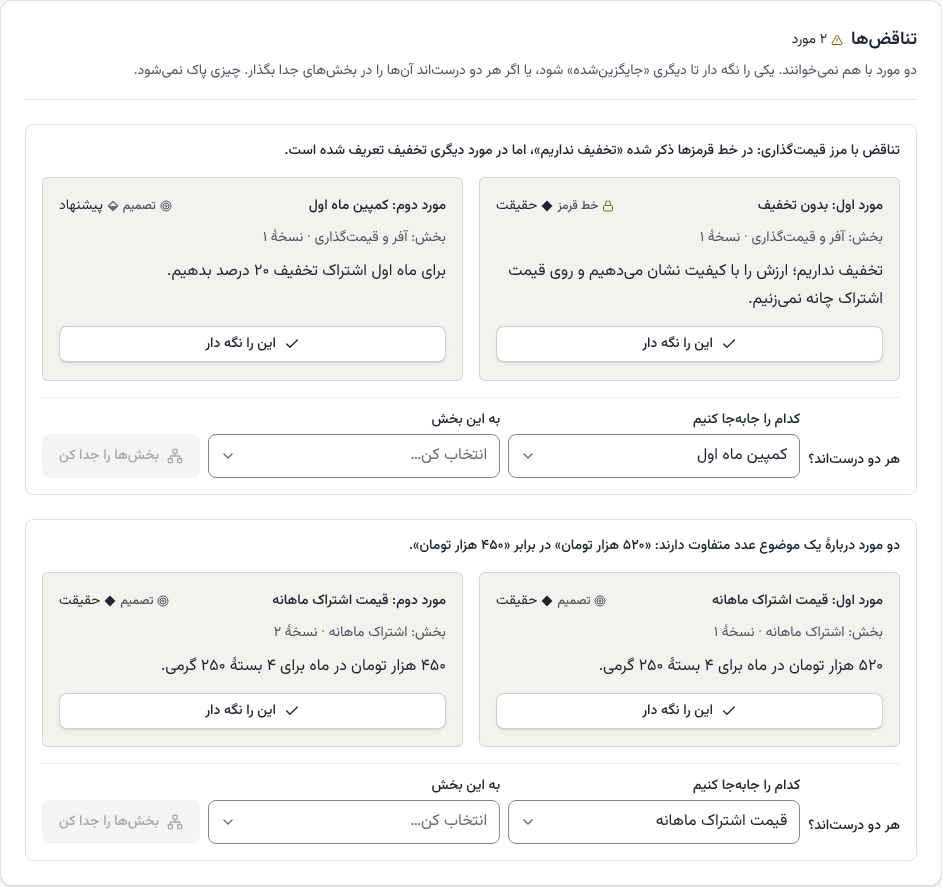 تناقض‌ها ۲ مورد
دو مورد با هم نمی‌خوانند. یکی را نگه دار تا دیگری «جایگزین‌شده» شود، یا اگر هر دو درست‌اند آن‌ها را در بخش‌های جدا بگذار. چیزی پاک نمی‌شود.
تناقض با مرز قیمت‌گذاری: در خط قرمزها ذکر شده «تخفیف نداریم»، اما در مورد دیگری تخفیف تعریف شده است.
مورد اول: بدون تخفیف
خط قرمز
حقیقت
بخش: آفر و قیمت‌گذاری · نسخهٔ ۱
تخفیف نداریم؛ ارزش را با کیفیت نشان می‌دهیم و روی قیمت
اشتراک چانه نمی‌زنیم.
این را نگه دار
مورد دوم: کمپین ماه اول
تصمیم
پیشنهاد
بخش: آفر و قیمت‌گذاری · نسخهٔ ۱
برای ماه اول اشتراک تخفیف ۲۰ درصد بدهیم.
این را نگه دار
هر دو درست‌اند؟
کدام را جابه‌جا کنیم
کمپین ماه اول
به این بخش
انتخاب کن...
بخش‌ها را جدا کن
دو مورد دربارهٔ یک موضوع عدد متفاوت دارند: «۵۲۰ هزار تومان» در برابر «۴۵۰ هزار تومان».
مورد اول: قیمت اشتراک ماهانه
تصمیم
حقیقت
بخش: اشتراک ماهانه · نسخهٔ ۱
۵۲۰ هزار تومان در ماه برای ۴ بستهٔ ۲۵۰ گرمی.
این را نگه دار
مورد دوم: قیمت اشتراک ماهانه
تصمیم
حقیقت
بخش: اشتراک ماهانه · نسخهٔ ۲
۴۵۰ هزار تومان در ماه برای ۴ بستهٔ ۲۵۰ گرمی.
این را نگه دار
هر دو درست‌اند؟
کدام را جابه‌جا کنیم
قیمت اشتراک ماهانه
به این بخش
انتخاب کن...
بخش‌ها را جدا کن